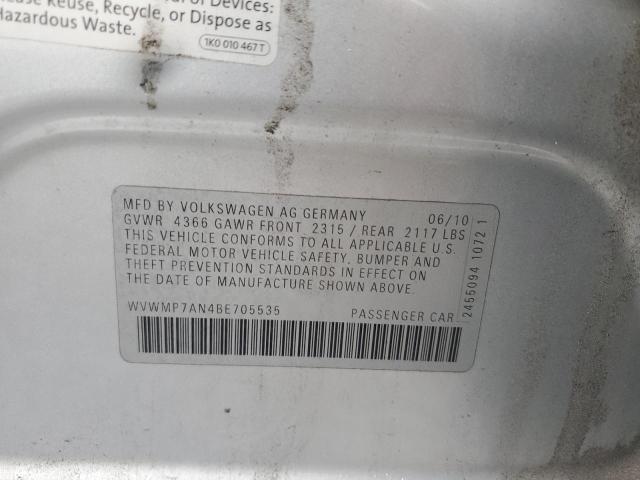 of Devices:
Reuse, Recycle, or Dispose as
Hazardous Waste.
1K0 010 467 T
MFD BY VOLKSWAGEN AG GERMANY 06/10
GVWR 4366 GAWR FRONT 2315 / REAR 2117 LBS
THIS VEHICLE CONFORMS TO ALL APPLICABLE U.S.
FEDERAL MOTOR VEHICLE SAFETY, BUMPER AND
THEFT PREVENTION STANDARDS IN EFFECT ON
THE DATE OF MANUFACTURE SHOWN ABOVE.
WVWMP7AN4BE705535 PASSENGER CAR
2455094 1072 1